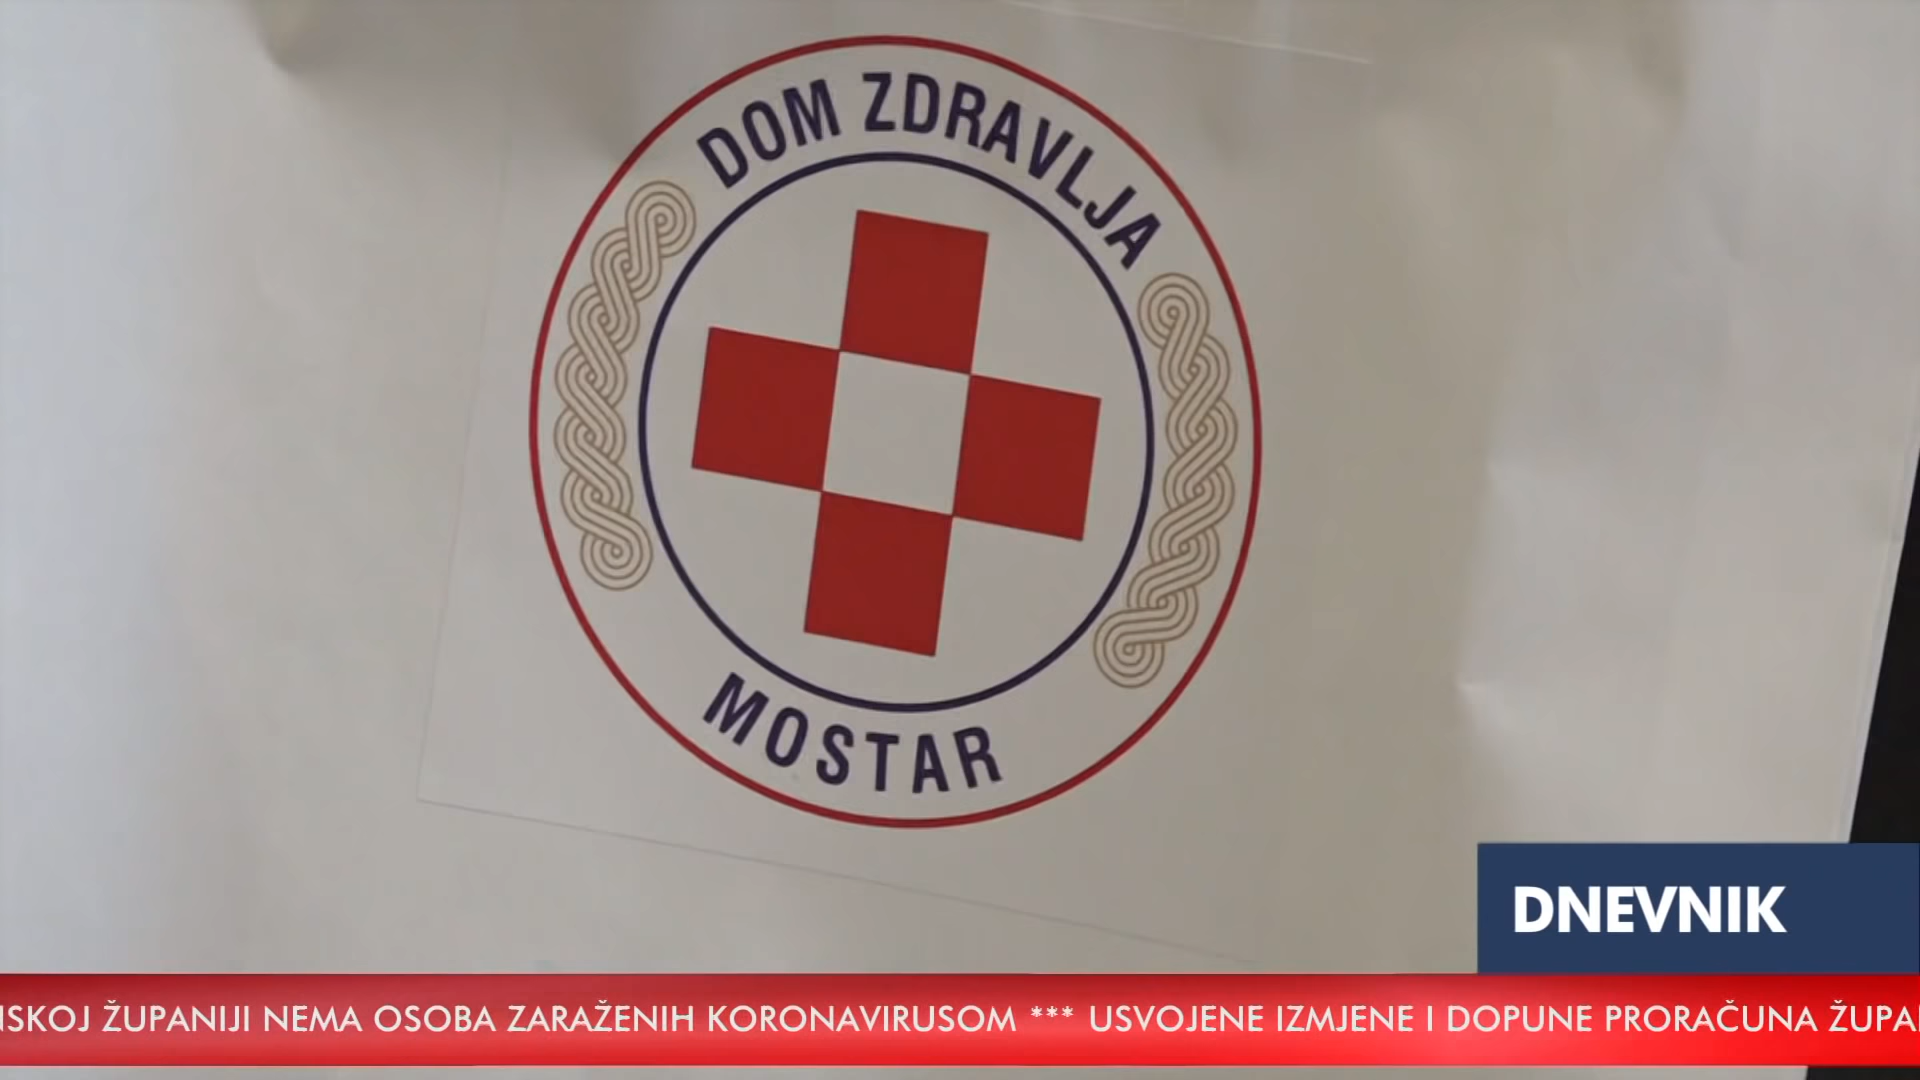 DOM ZDRAVLJA
MOSTAR
DNEVNIK
ŽUPANIJI NEMA OSOBA ZARAŽENIH KORONAVIRUSOM *** USVOJENE IZMJENE I DOPUNE PRORAČUNA